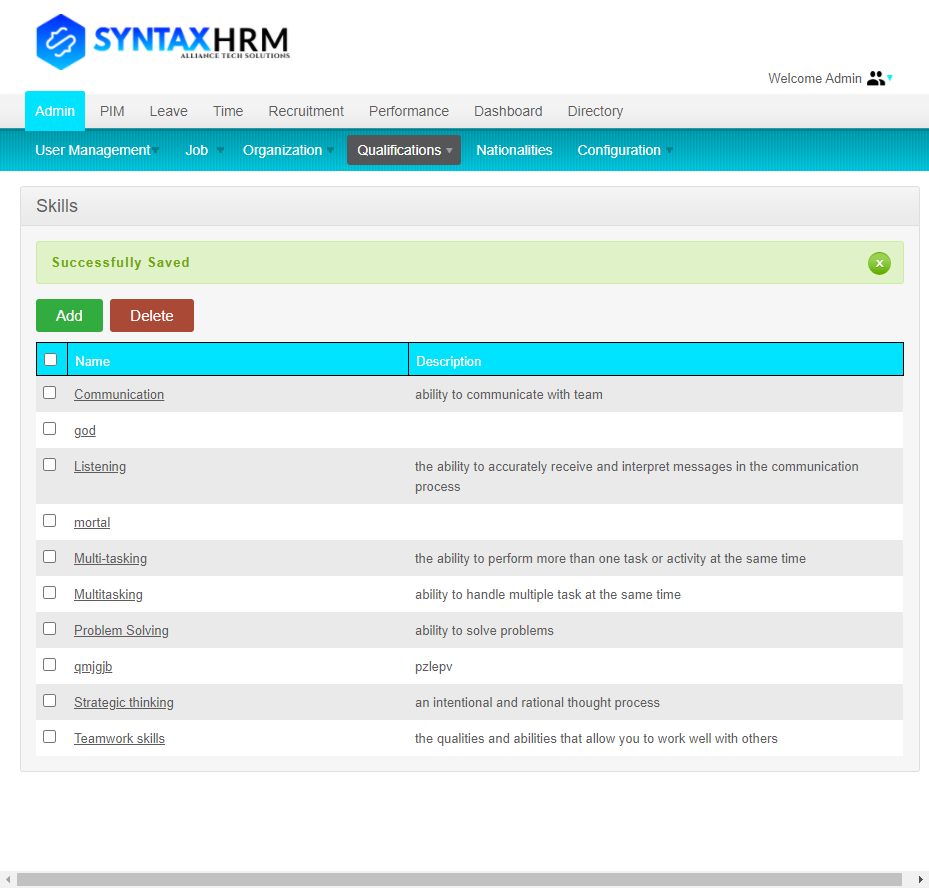 SYNTAXHRM
ALLIANCE TECH SOLUTIONS
Welcome Admin
Admin PIM Leave Time Recruitment Performance Dashboard Directory
User Management Job Organization Qualifications Nationalities Configuration
Skills
Successfully Saved
Add Delete
Name Description
Communication ability to communicate with team
god
Listening the ability to accurately receive and interpret messages in the communication
process
mortal
Multi-tasking the ability to perform more than one task or activity at the same time
Multitasking ability to handle multiple task at the same time
Problem Solving ability to solve problems
qmjgjb pzlepv
Strategic thinking an intentional and rational thought process
Teamwork skills the qualities and abilities that allow you to work well with others